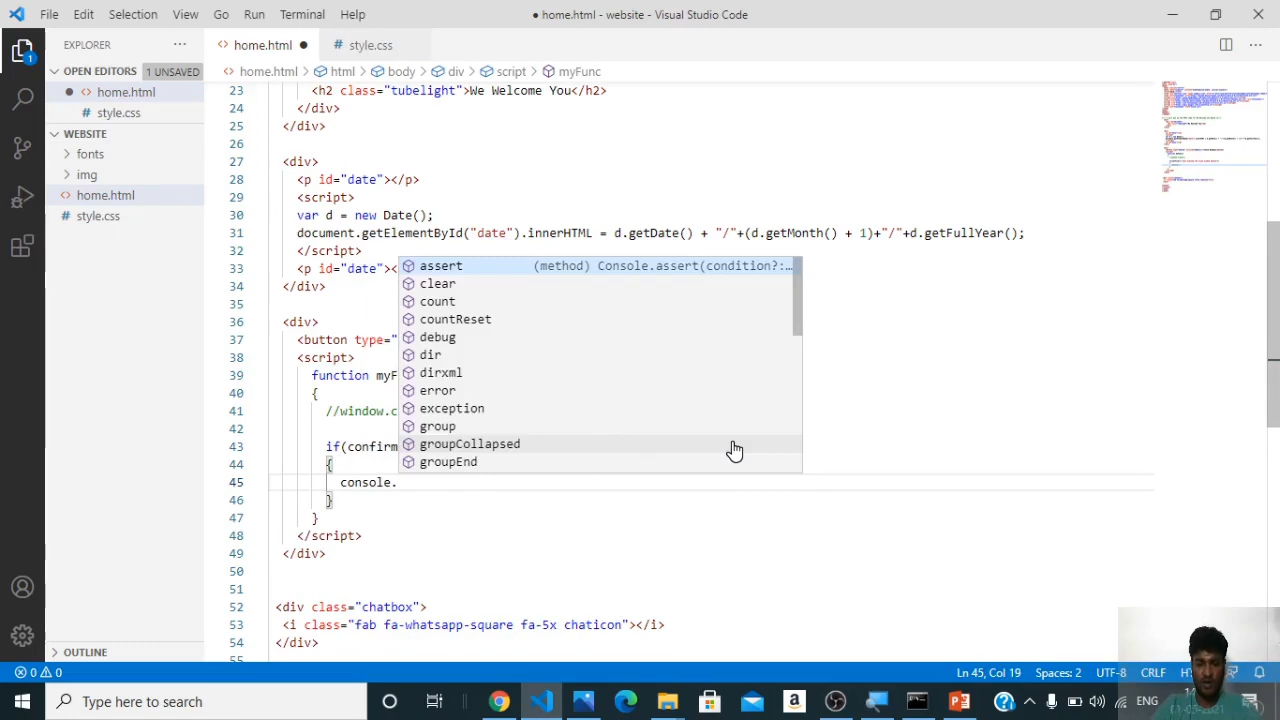 File Edit Selection View Go Run Terminal Help
● home.html - website - Visual Studio Code
EXPLORER
home.html
style.css
OPEN EDITORS 1 UNSAVED
home.html > html > body > div > script > myFunc
home.html
style.css
WEBSITE
fonts
img
home.html
style.css
OUTLINE
23 <h2 class="tubelight">We Welcome You</h2>
24 </div>
25 </div>
26
27 <div>
28 <p id="date"></p>
29 <script>
30 var d = new Date();
31 document.getElementById("date").innerHTML = d.getDate() + "/"+(d.getMonth() + 1)+"/"+d.getFullYear();
32 </script>
33 <p id="date"><
34 </div>
35
36 <div>
37 <button type="
38 <script>
39 function myF
40 {
41 //window.c
42
43 if(confirm
44 {
45 console.
46 }
47 }
48 </script>
49 </div>
50
51
52 <div class="chatbox">
53 <i class="fab fa-whatsapp-square fa-5x chaticon"></i>
54 </div>
55
assert (method) Console.assert(condition?:…
clear
count
countReset
debug
dir
dirxml
error
exception
group
groupCollapsed
groupEnd
0 0
Ln 45, Col 19 Spaces: 2 UTF-8 CRLF
Type here to search
ENG
01-05-2021